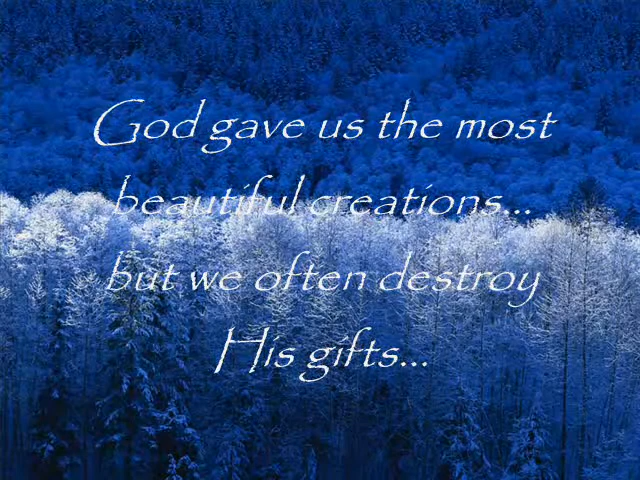 God gave us the most
beautiful creations...
but we often destroy
His gifts...